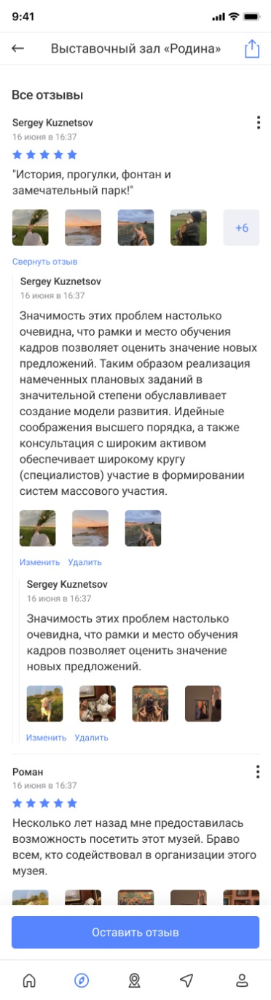 9:41
Выставочный зал «Родина»
Все отзывы
Sergey Kuznetsov
16 июня в 16:37
"История, прогулки, фонтан и
замечательный парк!"
+6
Свернуть отзыв
Sergey Kuznetsov
16 июня в 16:37
Значимость этих проблем настолько
очевидна, что рамки и место обучения
кадров позволяет оценить значение новых
предложений. Таким образом реализация
намеченных плановых заданий в
значительной степени обуславливает
создание модели развития. Идейные
соображения высшего порядка, а также
консультация с широким активом
обеспечивает широкому кругу
(специалистов) участие в формировании
систем массового участия.
Изменить Удалить
Sergey Kuznetsov
16 июня в 16:37
Значимость этих проблем настолько
очевидна, что рамки и место обучения
кадров позволяет оценить значение
новых предложений.
Изменить Удалить
Роман
16 июня в 16:37
Несколько лет назад мне предоставилась
возможность посетить этот музей. Браво
всем, кто содействовал в организации этого
музея.
Оставить отзыв